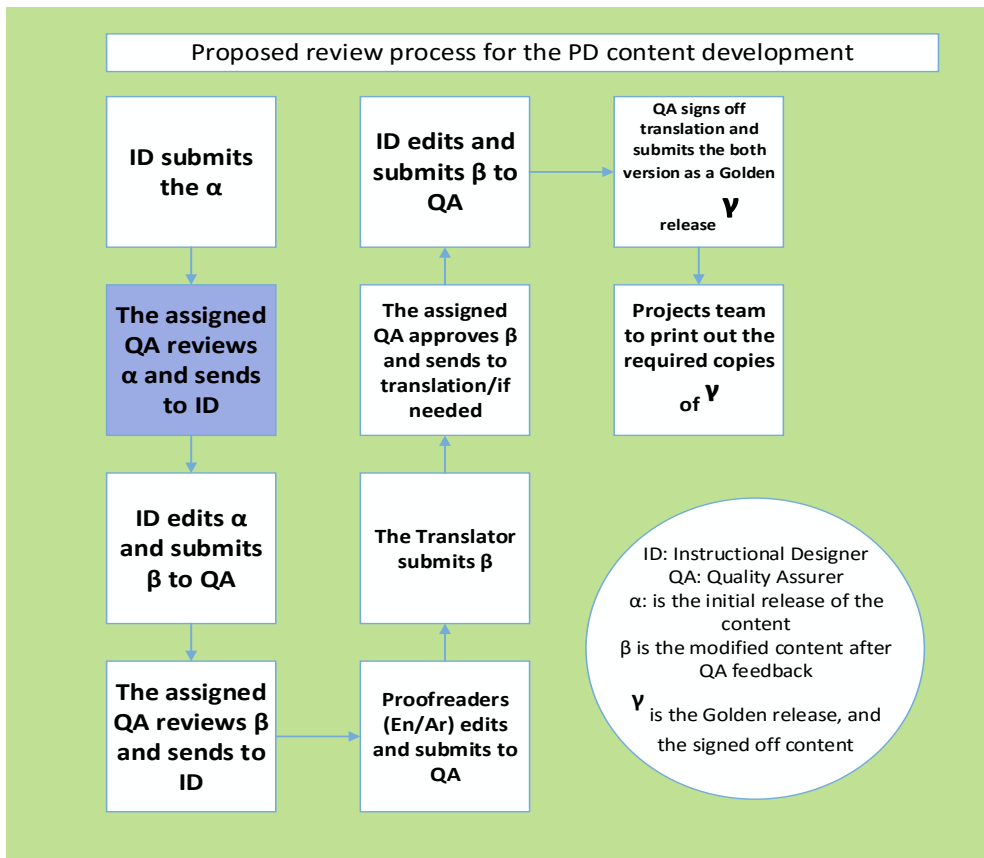 Proposed review process for the PD content development
ID submits
the α
The assigned
QA reviews
α and sends
to ID
ID edits α
and submits
β to QA
The assigned
QA reviews β
and sends to
ID
Proofreaders
(En/Ar) edits
and submits to
QA
The Translator
submits β
The assigned
QA approves β
and sends to
translation/if
needed
ID edits and
submits β to
QA
QA signs off
translation and
submits the both
version as a Golden
release γ
Projects team
to print out the
required copies
of γ
ID: Instructional Designer
QA: Quality Assurer
α: is the initial release of the
content
β is the modified content after
QA feedback
γ is the Golden release, and
the signed off content